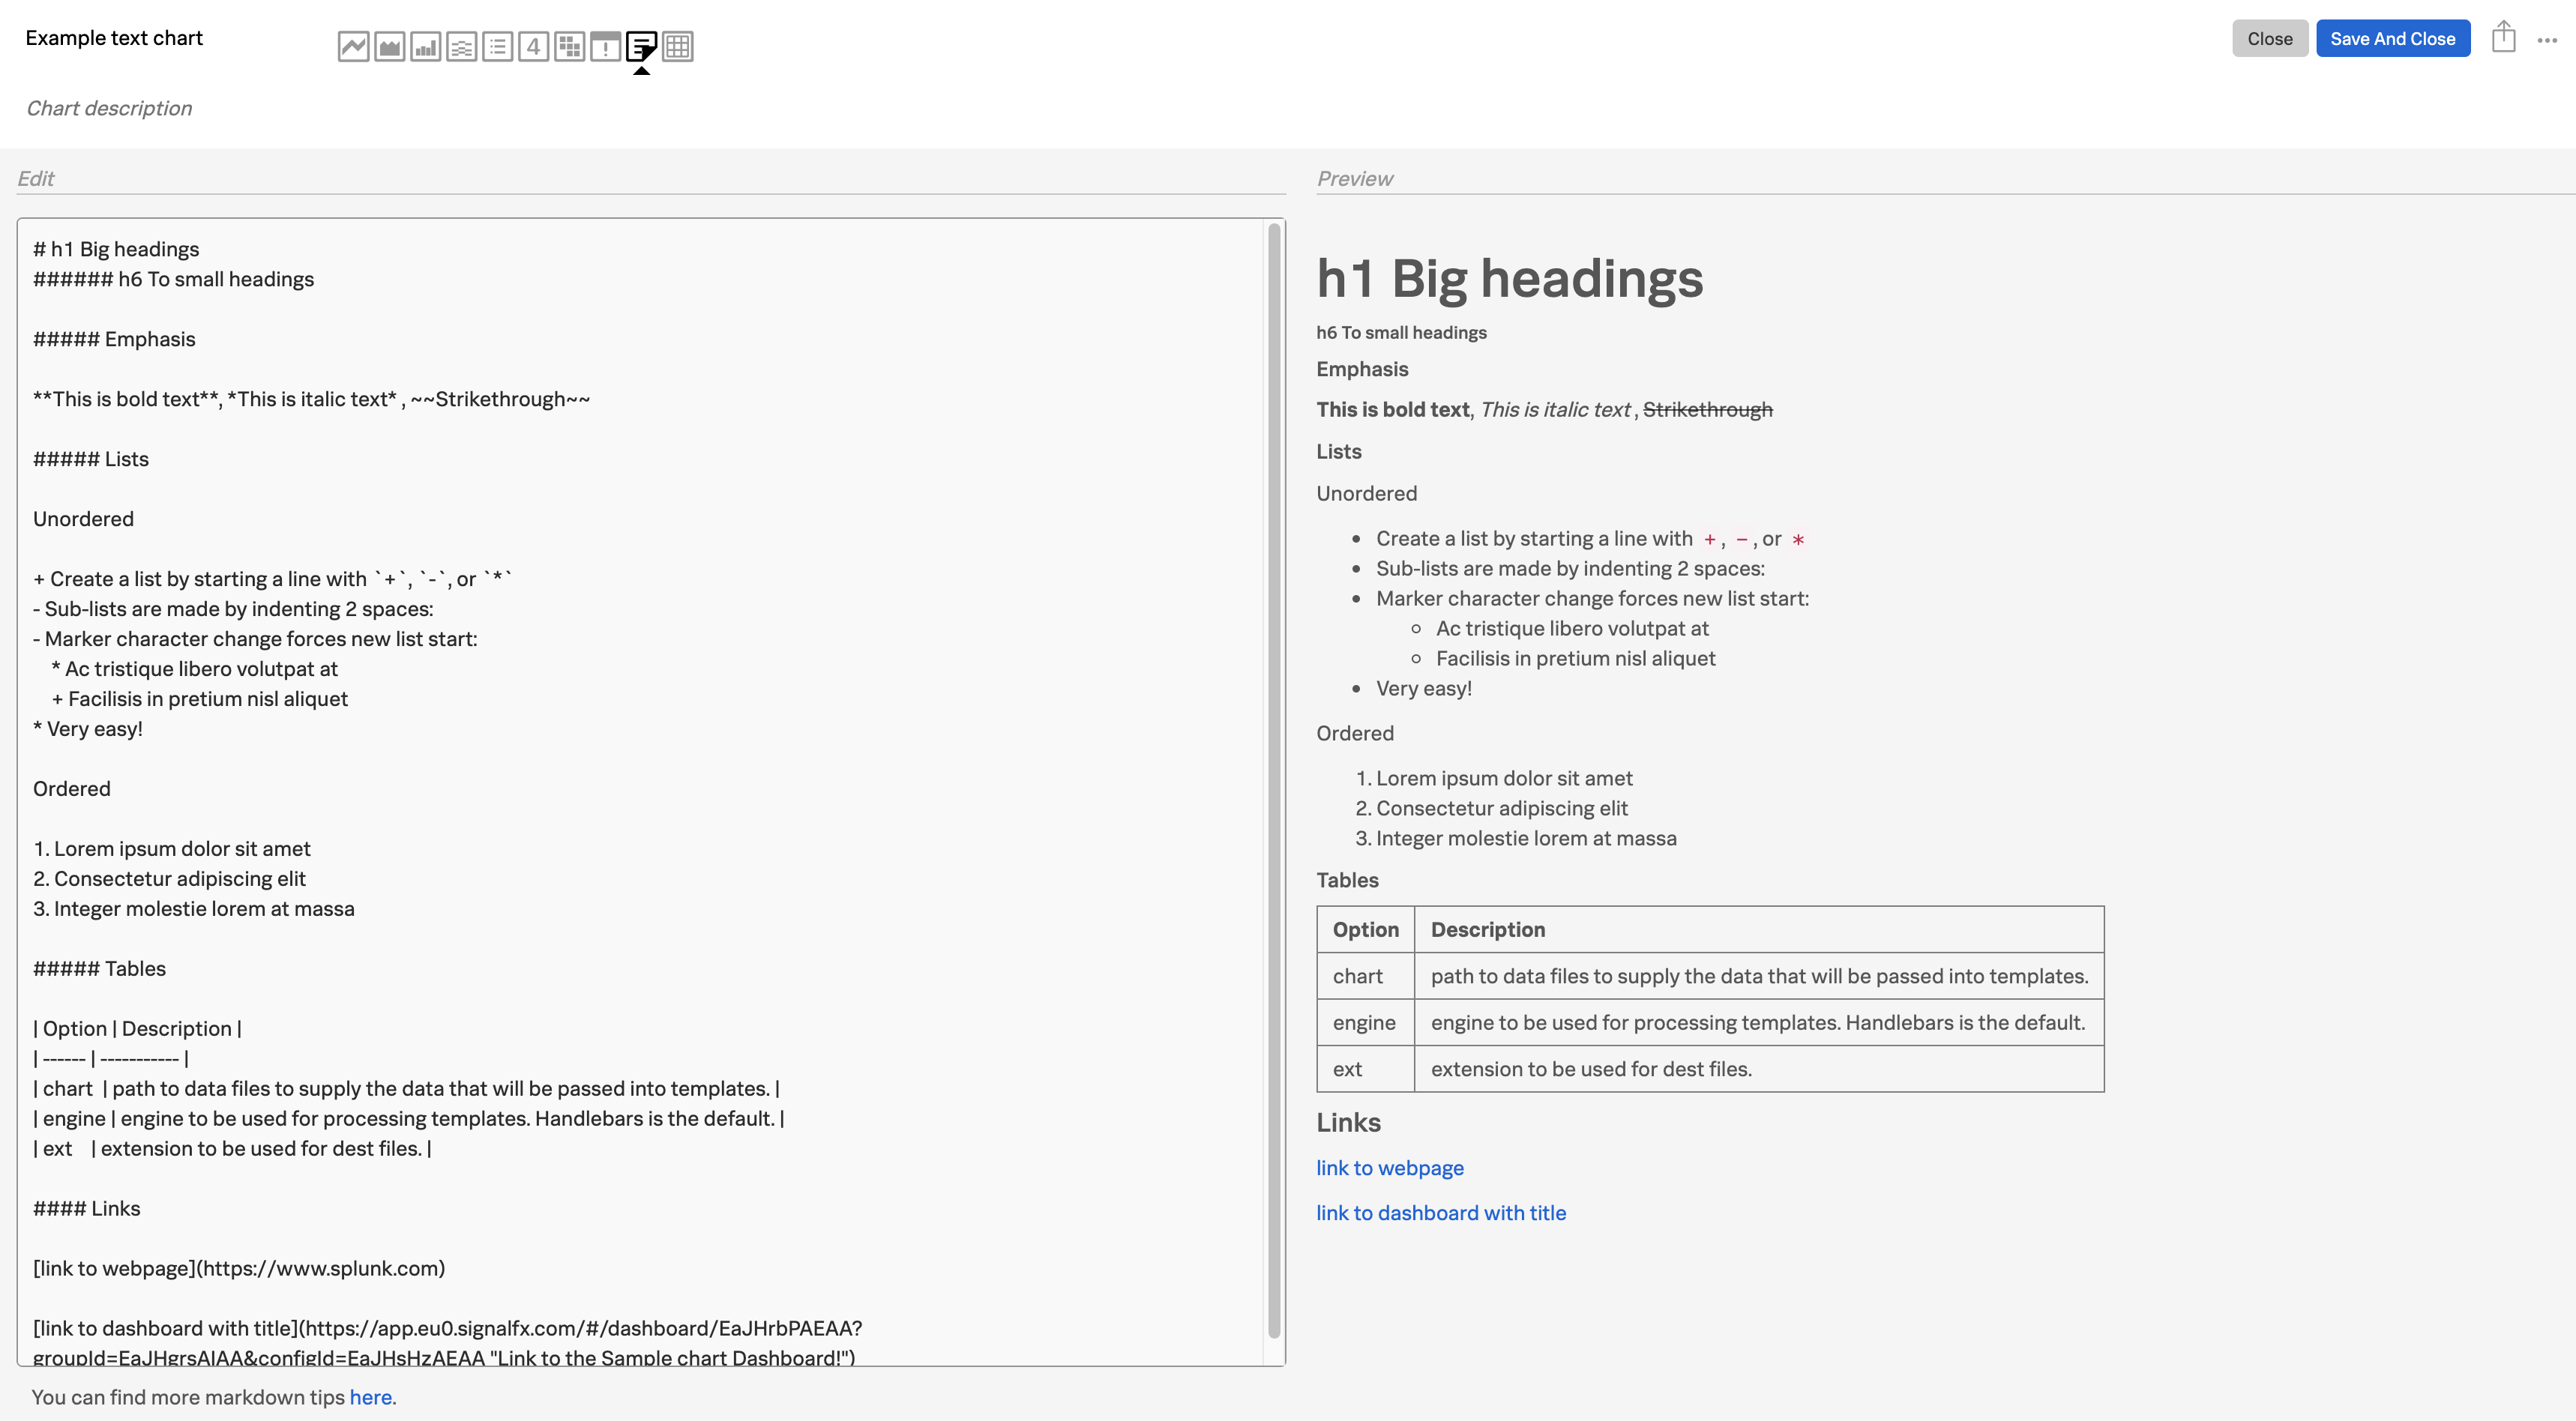 Example text chart
4
Close
Save And Close
Chart description
Edit
# h1 Big headings
###### h6 To small headings
##### Emphasis
**This is bold text**, *This is italic text* , ~~Strikethrough~~
##### Lists
Unordered
+ Create a list by starting a line with `+`, `-`, or `*`
- Sub-lists are made by indenting 2 spaces:
- Marker character change forces new list start:
* Ac tristique libero volutpat at
+ Facilisis in pretium nisl aliquet
* Very easy!
Ordered
1. Lorem ipsum dolor sit amet
2. Consectetur adipiscing elit
3. Integer molestie lorem at massa
##### Tables
| Option | Description |
| ------ | ----------- |
| chart | path to data files to supply the data that will be passed into templates. |
| engine | engine to be used for processing templates. Handlebars is the default. |
| ext | extension to be used for dest files. |
#### Links
[link to webpage](https://www.splunk.com)
[link to dashboard with title](https://app.eu0.signalfx.com/#/dashboard/EaJHrbPAEAA?
groupId=EaJHgrsAIAA&configId=EaJHsHzAEAA "Link to the Sample chart Dashboard!")
You can find more markdown tips here.
Preview
h1 Big headings
h6 To small headings
Emphasis
This is bold text, This is italic text , Strikethrough
Lists
Unordered
Create a list by starting a line with +, -, or *
Sub-lists are made by indenting 2 spaces:
Marker character change forces new list start:
Ac tristique libero volutpat at
Facilisis in pretium nisl aliquet
Very easy!
Ordered
1. Lorem ipsum dolor sit amet
2. Consectetur adipiscing elit
3. Integer molestie lorem at massa
Tables
Option Description
chart path to data files to supply the data that will be passed into templates.
engine engine to be used for processing templates. Handlebars is the default.
ext extension to be used for dest files.
Links
link to webpage
link to dashboard with title